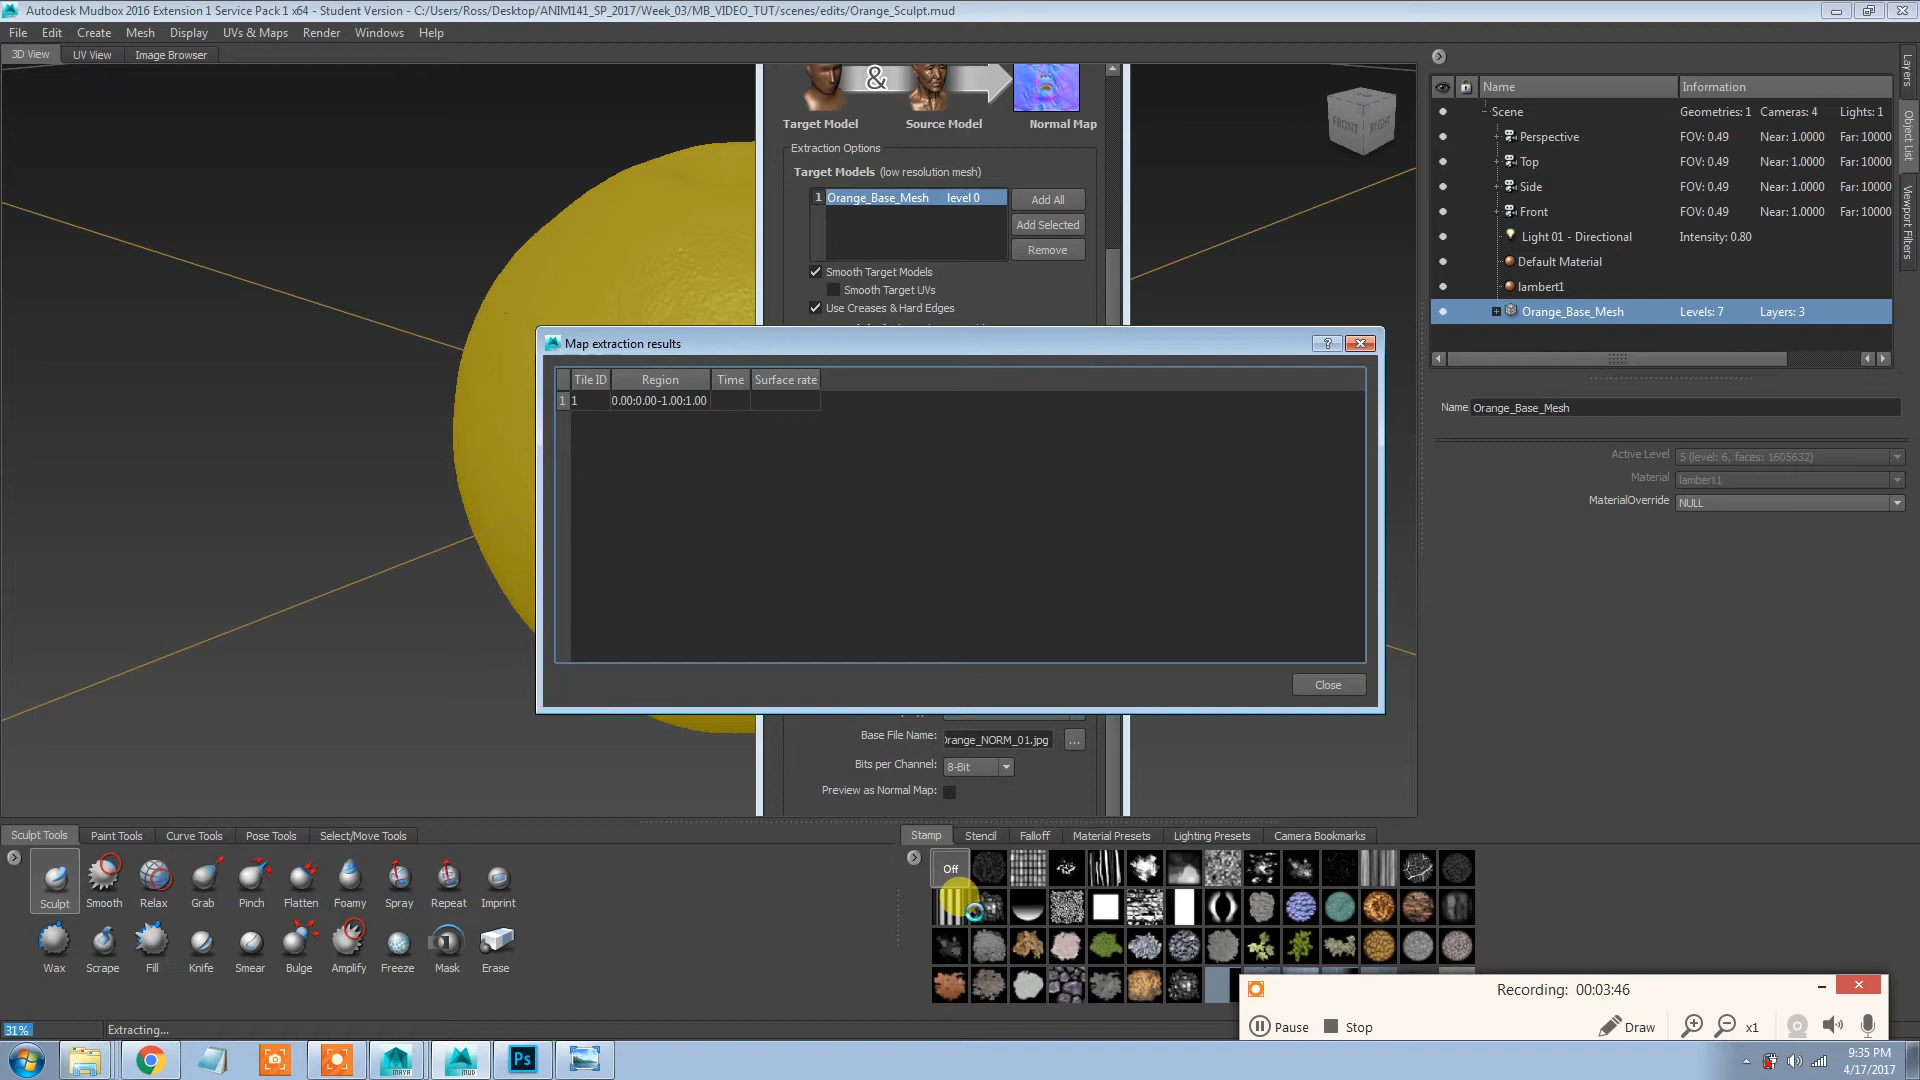 Autodesk Mudbox 2016 Extension 1 Service Pack 1 x64 - Student Version - C:/Users/Ross/Desktop/ANIM141_SP_2017/Week_03/MB_VIDEO_TUT/scenes/edits/Orange_Sculpt.mud
File Edit Create Mesh Display UVs & Maps Render Windows Help
3D View UV View Image Browser
&
Target Model Source Model Normal Map
Extraction Options
Target Models (low resolution mesh)
1 Orange_Base_Mesh level 0
Add All
Add Selected
Remove
Smooth Target Models
Smooth Target UVs
Use Creases & Hard Edges
FRONT RIGHT
Name Information
Scene Geometries: 1 Cameras: 4 Lights: 1
Perspective FOV: 0.49 Near: 1.0000 Far: 10000
Top FOV: 0.49 Near: 1.0000 Far: 10000
Side FOV: 0.49 Near: 1.0000 Far: 10000
Front FOV: 0.49 Near: 1.0000 Far: 10000
Light 01 - Directional Intensity: 0.80
Default Material
lambert1
Orange_Base_Mesh Levels: 7 Layers: 3
Layers
Object List
Viewport Filters
Name Orange_Base_Mesh
Active Level 5 (level: 6, faces: 1605632)
Material lambert1
MaterialOverride NULL
Map extraction results
Tile ID Region Time Surface rate
1 1 0.00:0.00-1.00:1.00
Close
Base File Name: Orange_NORM_01.jpg ...
Bits per Channel: 8-Bit
Preview as Normal Map:
Sculpt Tools Paint Tools Curve Tools Pose Tools Select/Move Tools
Sculpt Smooth Relax Grab Pinch Flatten Foamy Spray Repeat Imprint
Wax Scrape Fill Knife Smear Bulge Amplify Freeze Mask Erase
Stamp Stencil Falloff Material Presets Lighting Presets Camera Bookmarks
Off
Recording: 00:03:46
Pause Stop Draw x1
31% Extracting...
MAYA MUD Ps
9:35 PM
4/17/2017